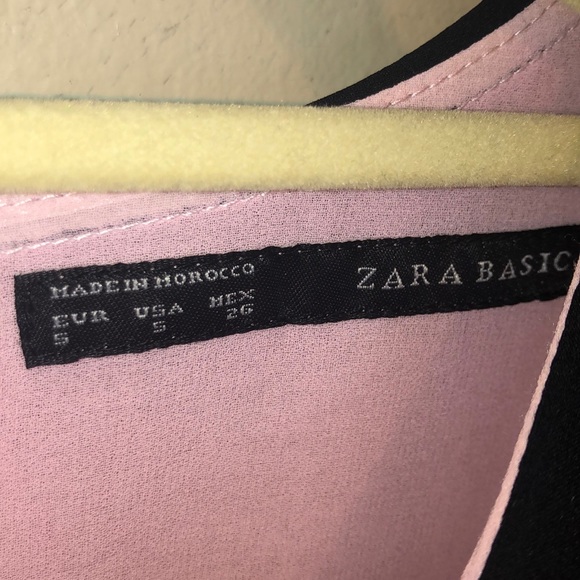 MADE IN MOROCCO
ZARA BASIC
EUR USA MEX
S S 26